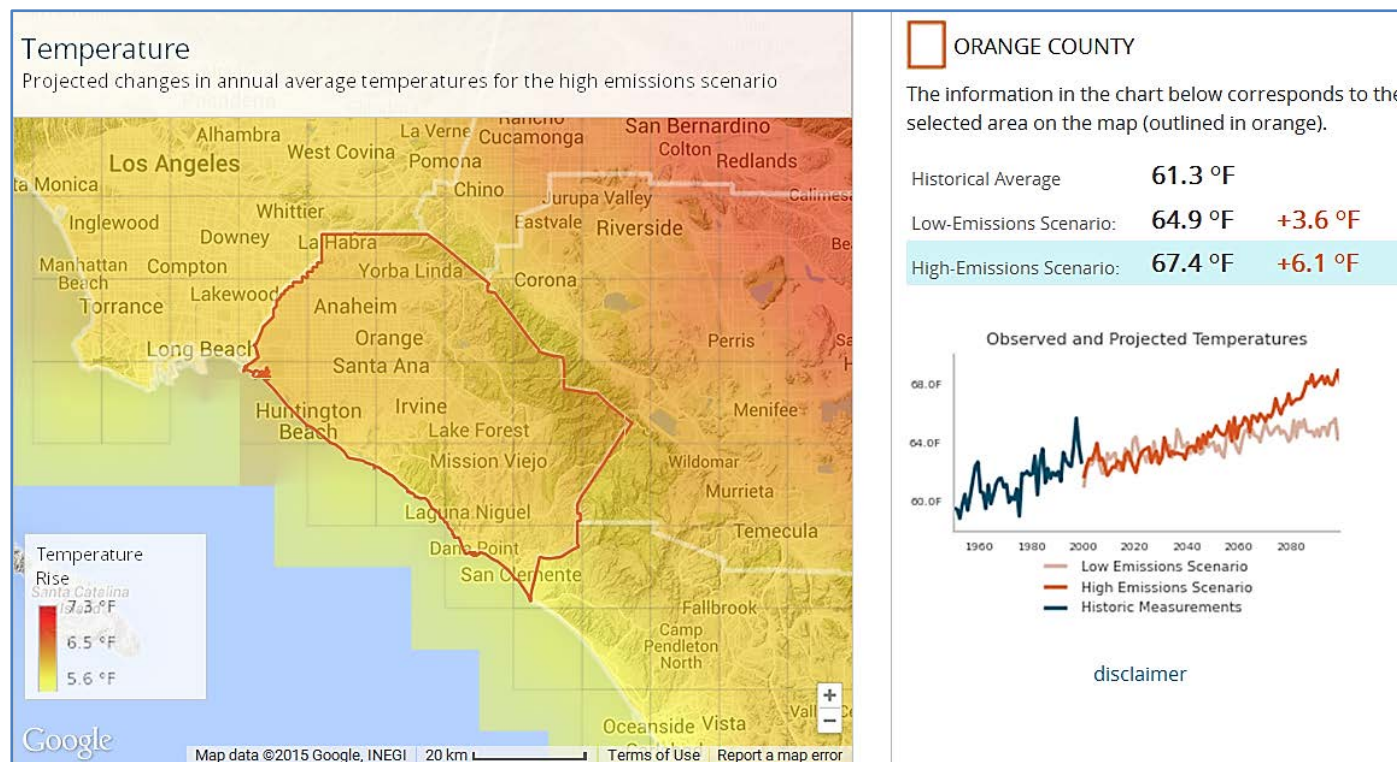 Temperature
Projected changes in annual average temperatures for the high emissions scenario
Alhambra
La Verne
Rancho
Cucamonga
San Bernardino
Los Angeles
West Covina
Pomona
Colton
Redlands
ta Monica
Chino
Jurupa Valley
Calimesa
Inglewood
Whittier
Eastvale
Riverside
Downey
La Habra
Be
Manhattan
Beach
Compton
Yorba Linda
Corona
Torrance
Lakewood
Anaheim
Orange
Perris
Sa
Long Beach
Santa Ana
H
Huntington
Beach
Irvine
Menifee
Lake Forest
Mission Viejo
Wildomar
Murrieta
Laguna Niguel
Temecula
Dana Point
San Clemente
Fallbrook
Camp
Pendleton
North
Oceanside
Vista
Temperature
Rise
Santa Catalina
Island
7.3 °F
6.5 °F
5.6 °F
+
−
Google
Map data ©2015 Google, INEGI
20 km
Terms of Use
Report a map error
ORANGE COUNTY
The information in the chart below corresponds to the
selected area on the map (outlined in orange).
Historical Average 61.3 °F
Low-Emissions Scenario: 64.9 °F +3.6 °F
High-Emissions Scenario: 67.4 °F +6.1 °F
Observed and Projected Temperatures
68.0F
64.0F
60.0F
1960 1980 2000 2020 2040 2060 2080
Low Emissions Scenario
High Emissions Scenario
Historic Measurements
disclaimer